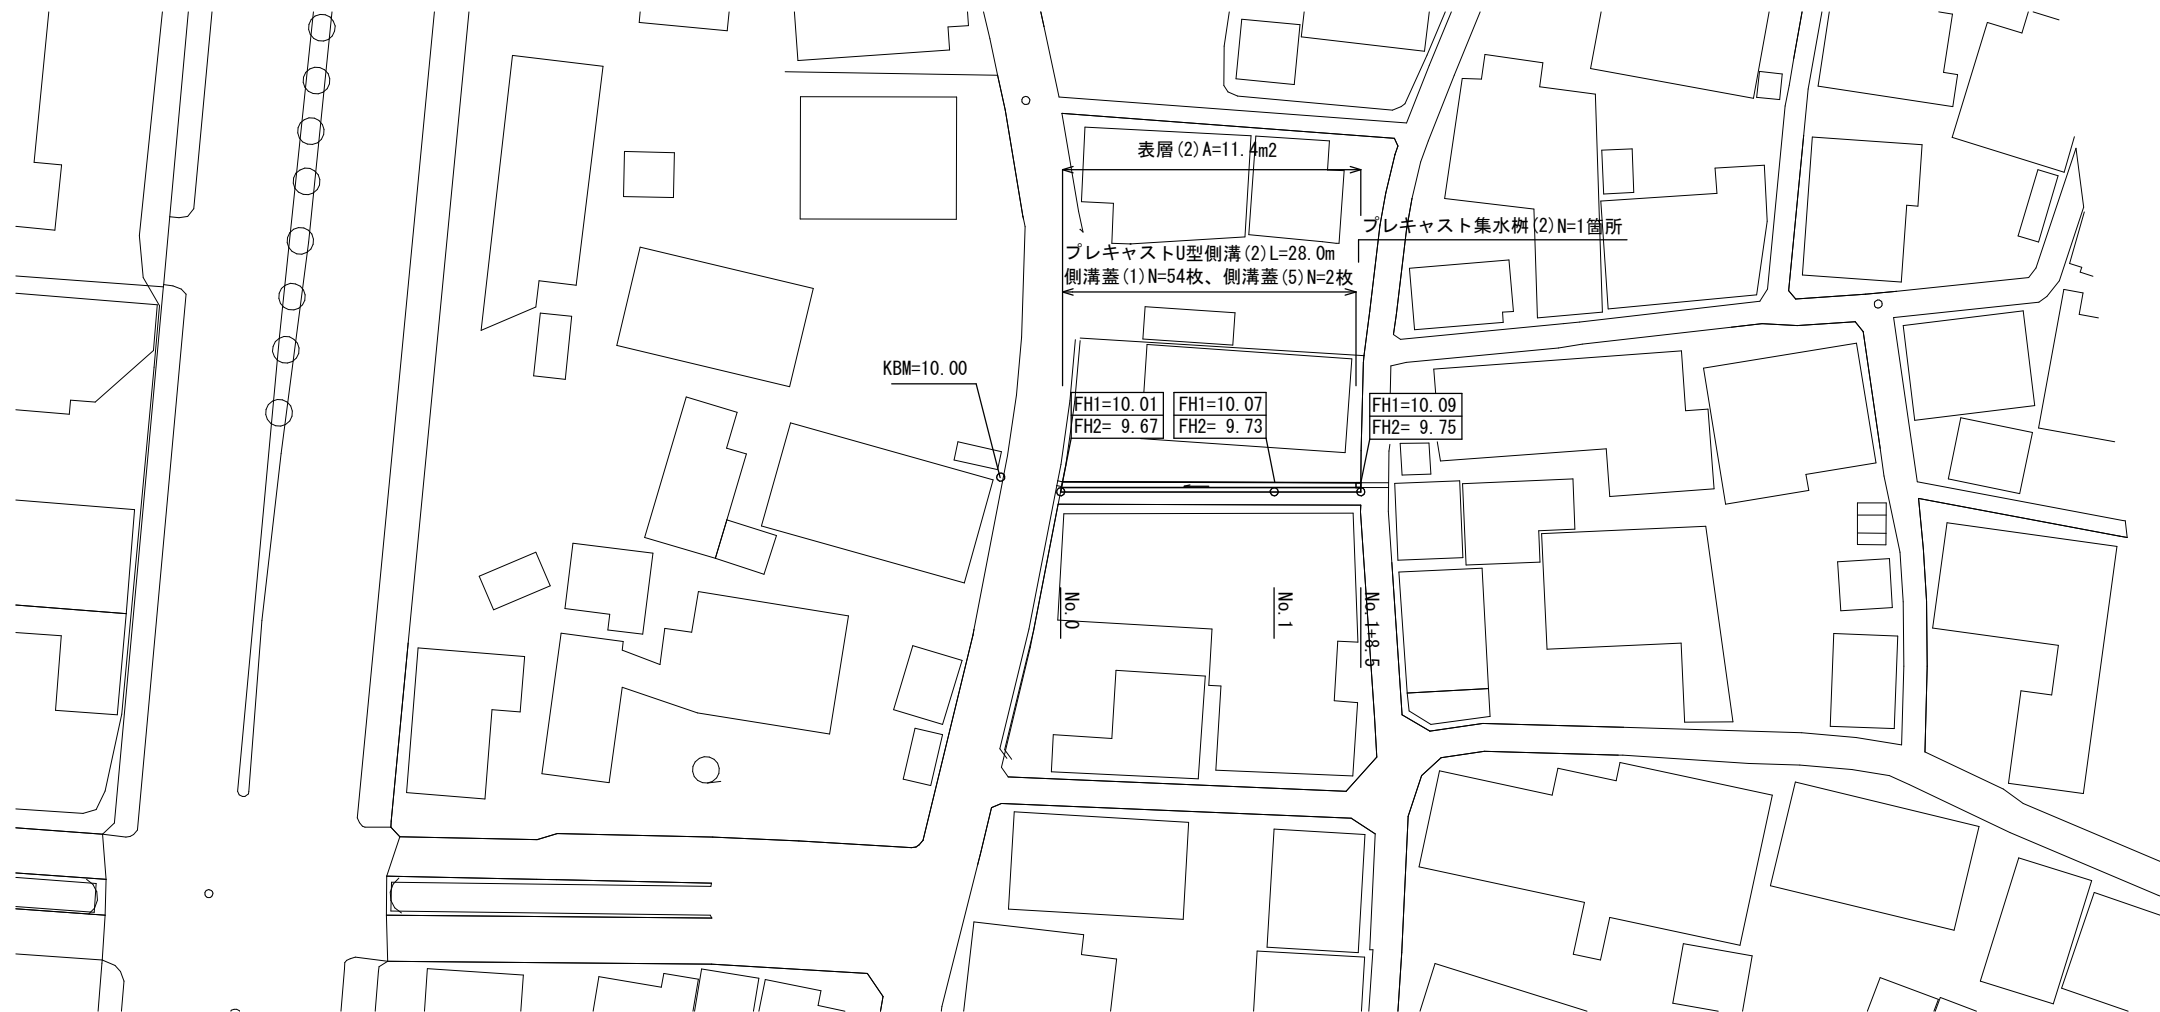 表層(2)A=11.4m2
プレキャスト集水桝(2)N=1箇所
プレキャストU型側溝(2)L=28.0m
側溝蓋(1)N=54枚、側溝蓋(5)N=2枚
KBM=10.00
FH1=10.01
FH2= 9.67
FH1=10.07
FH2= 9.73
FH1=10.09
FH2= 9.75
No.0
No.1
No.1+8.5